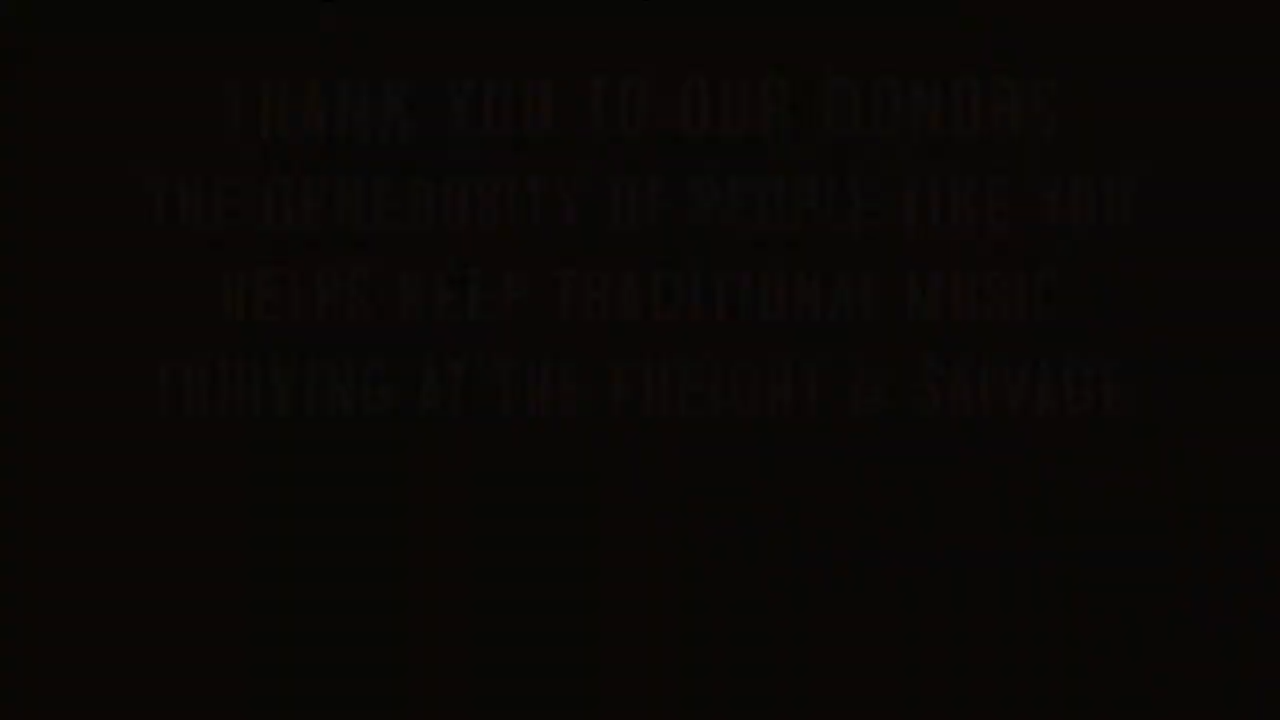 THANK YOU TO OUR DONORS
THE GENEROSITY OF PEOPLE LIKE YOU
HELPS KEEP TRADITIONAL MUSIC
THRIVING AT THE FREIGHT & SALVAGE